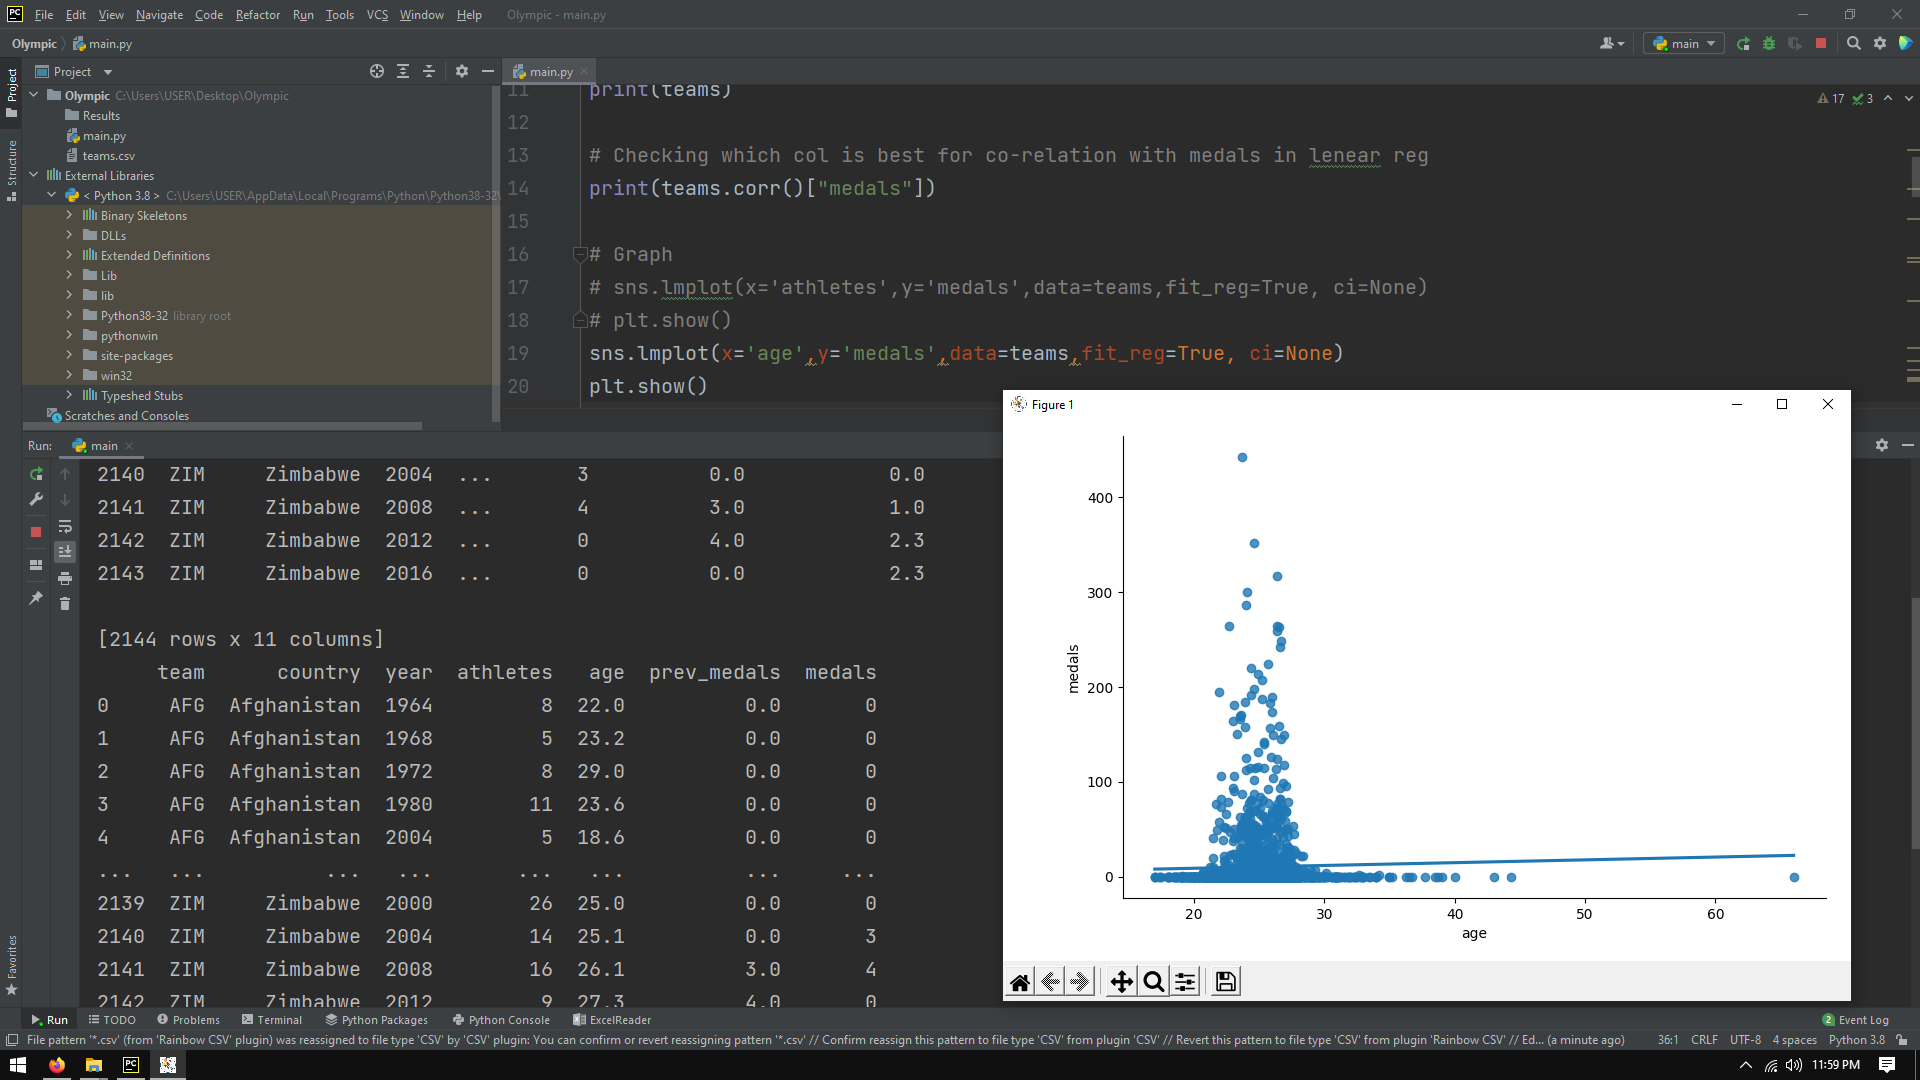 PC File Edit View Navigate Code Refactor Run Tools VCS Window Help Olympic - main.py
Olympic main.py
main
Project
main.py
Project
Structure
Favorites
Olympic C:\Users\USER\Desktop\Olympic
Results
main.py
teams.csv
External Libraries
< Python 3.8 > C:\Users\USER\AppData\Local\Programs\Python\Python38-32\
Binary Skeletons
DLLs
Extended Definitions
Lib
lib
Python38-32 library root
pythonwin
site-packages
win32
Typeshed Stubs
Scratches and Consoles
17 3
11 print(teams)
12
13 # Checking which col is best for co-relation with medals in lenear reg
14 print(teams.corr()["medals"])
15
16 # Graph
17 # sns.lmplot(x='athletes',y='medals',data=teams,fit_reg=True, ci=None)
18 # plt.show()
19 sns.lmplot(x='age',y='medals',data=teams,fit_reg=True, ci=None)
20 plt.show()
Run: main
2140 ZIM Zimbabwe 2004 ... 3 0.0 0.0
2141 ZIM Zimbabwe 2008 ... 4 3.0 1.0
2142 ZIM Zimbabwe 2012 ... 0 4.0 2.3
2143 ZIM Zimbabwe 2016 ... 0 0.0 2.3
[2144 rows x 11 columns]
team country year athletes age prev_medals medals
0 AFG Afghanistan 1964 8 22.0 0.0 0
1 AFG Afghanistan 1968 5 23.2 0.0 0
2 AFG Afghanistan 1972 8 29.0 0.0 0
3 AFG Afghanistan 1980 11 23.6 0.0 0
4 AFG Afghanistan 2004 5 18.6 0.0 0
... ... ... ... ... ... ... ...
2139 ZIM Zimbabwe 2000 26 25.0 0.0 0
2140 ZIM Zimbabwe 2004 14 25.1 0.0 3
2141 ZIM Zimbabwe 2008 16 26.1 3.0 4
2142 ZIM Zimbabwe 2012 9 27.3 4.0 0
Figure 1
400
300
200
100
0
medals
20 30 40 50 60
age
Run TODO Problems Terminal Python Packages Python Console ExcelReader
2 Event Log
File pattern '*.csv' (from 'Rainbow CSV' plugin) was reassigned to file type 'CSV' by 'CSV' plugin: You can confirm or revert reassigning pattern '*.csv' // Confirm reassign this pattern to file type 'CSV' from plugin 'CSV' // Revert this pattern to file type 'CSV' from plugin 'Rainbow CSV' // Ed... (a minute ago)
36:1 CRLF UTF-8 4 spaces Python 3.8
PC
11:59 PM